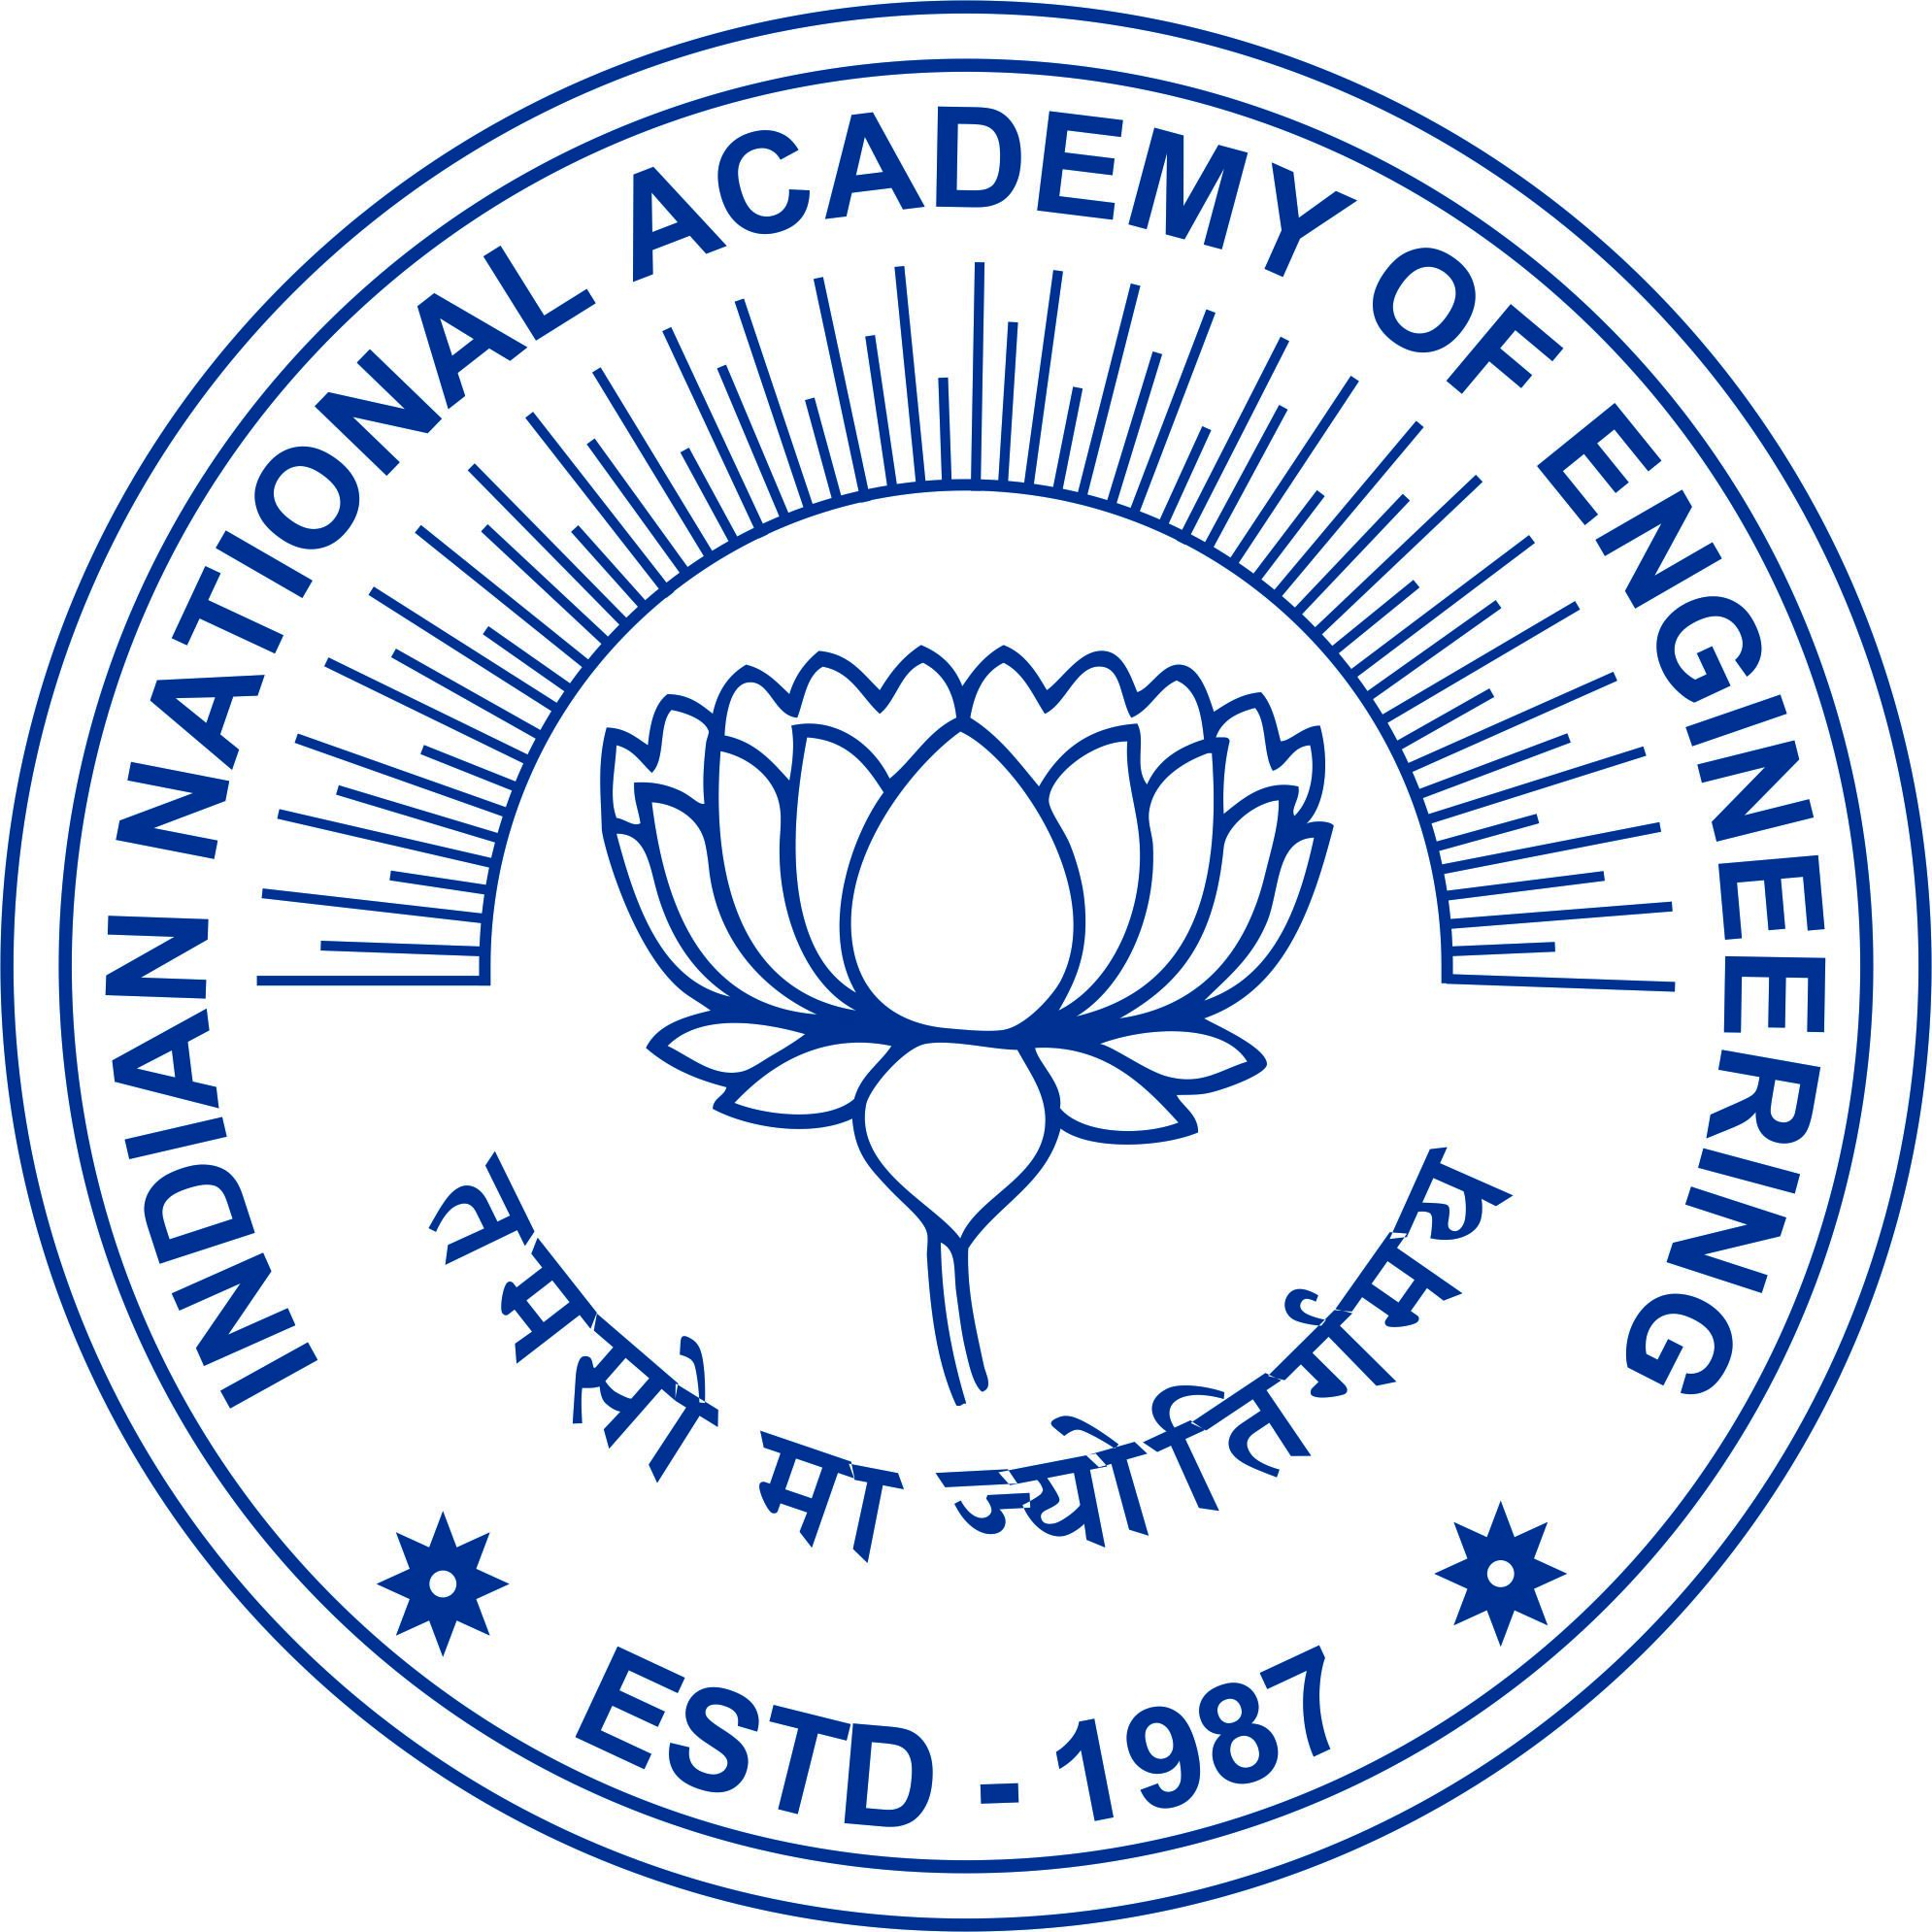 INDIAN NATIONAL ACADEMY OF ENGINEERING
तमसो मा ज्योतिर्गमय
ESTD - 1987